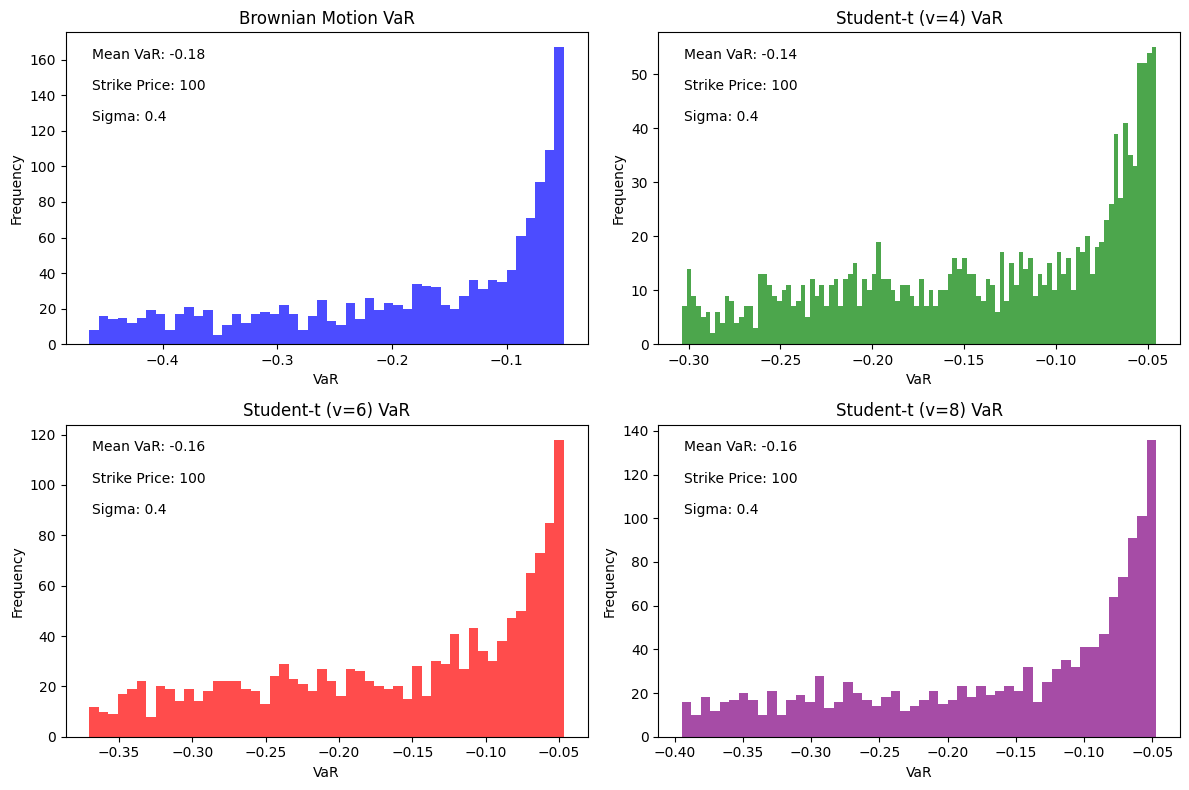 Brownian Motion VaR
Mean VaR: -0.18
Strike Price: 100
Sigma: 0.4
Frequency
160
140
120
100
80
60
40
20
0
−0.4
−0.3
−0.2
−0.1
VaR
Student-t (v=4) VaR
Mean VaR: -0.14
Strike Price: 100
Sigma: 0.4
Frequency
50
40
30
20
10
0
−0.30
−0.25
−0.20
−0.15
−0.10
−0.05
VaR
Student-t (v=6) VaR
Mean VaR: -0.16
Strike Price: 100
Sigma: 0.4
Frequency
120
100
80
60
40
20
0
−0.35
−0.30
−0.25
−0.20
−0.15
−0.10
−0.05
VaR
Student-t (v=8) VaR
Mean VaR: -0.16
Strike Price: 100
Sigma: 0.4
Frequency
140
120
100
80
60
40
20
0
−0.40
−0.35
−0.30
−0.25
−0.20
−0.15
−0.10
−0.05
VaR